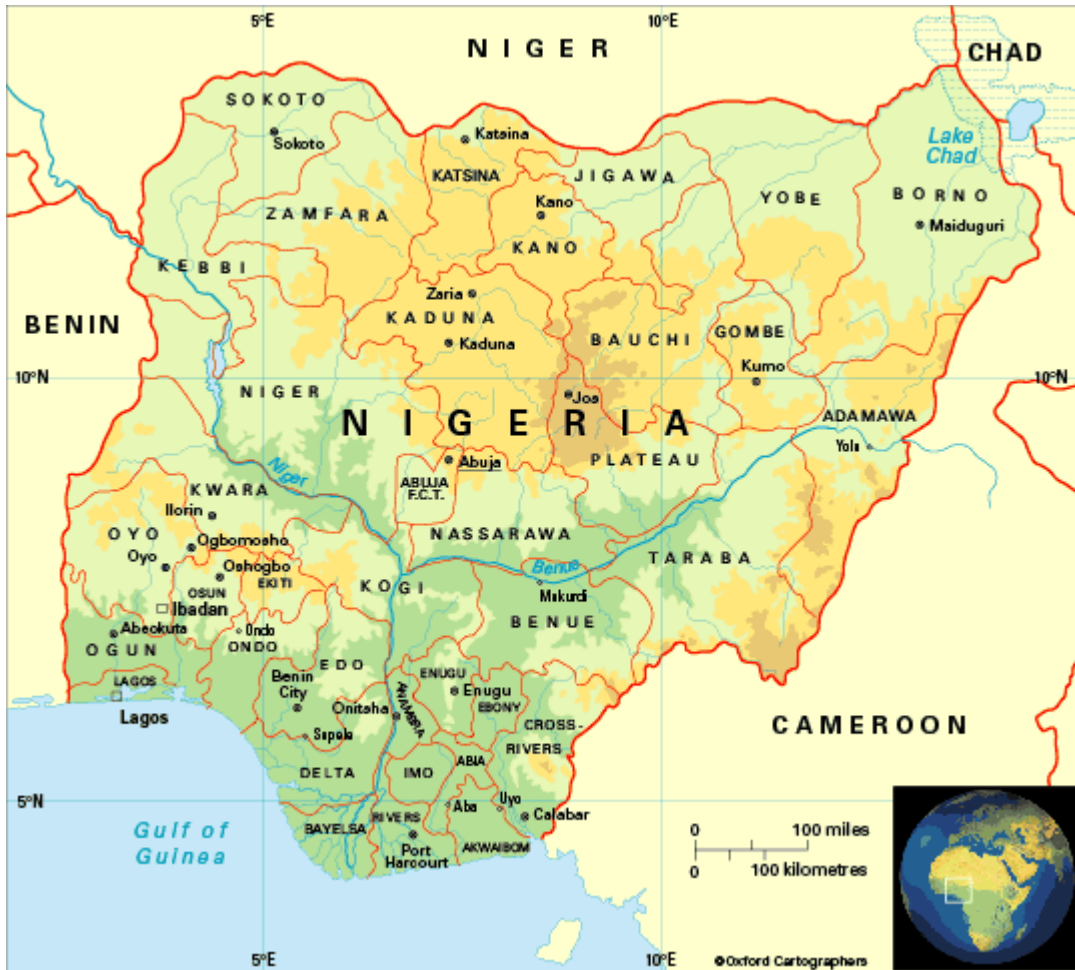 5°E
10°E
NIGER
CHAD
SOKOTO
Sokoto
Katsina
KATSINA
Lake
Chad
JIGAWA
YOBE
BORNO
ZAMFARA
Kano
KANO
Maiduguri
KEBBI
Zaria
KADUNA
Kaduna
BENIN
BAUCHI
GOMBE
Kumo
10°N
10°N
NIGER
Jos
NIGERIA
ADAMAWA
Yola
PLATEAU
Abuja
ABUJA
F.C.T.
Niger
KWARA
Ilorin
NASSARAWA
OYO
Ogbomosho
Oyo
Oshogbo
EKITI
OSUN
KOGI
Benue
TARABA
Makurdi
Ibadan
BENUE
Abeokuta
OGUN
Ondo
ONDO
EDO
ENUGU
Enugu
EBONY
LAGOS
Lagos
Benin
City
Onitsha
ANAMBRA
CROSS-
RIVERS
CAMEROON
Sapele
DELTA
IMO
ABIA
5°N
5°N
Aba
Uyo
Calabar
BAYELSA
RIVERS
Port
Harcourt
AKWAIBOM
Gulf of
Guinea
0 100 miles
0 100 kilometres
5°E
10°E
©Oxford Cartographers